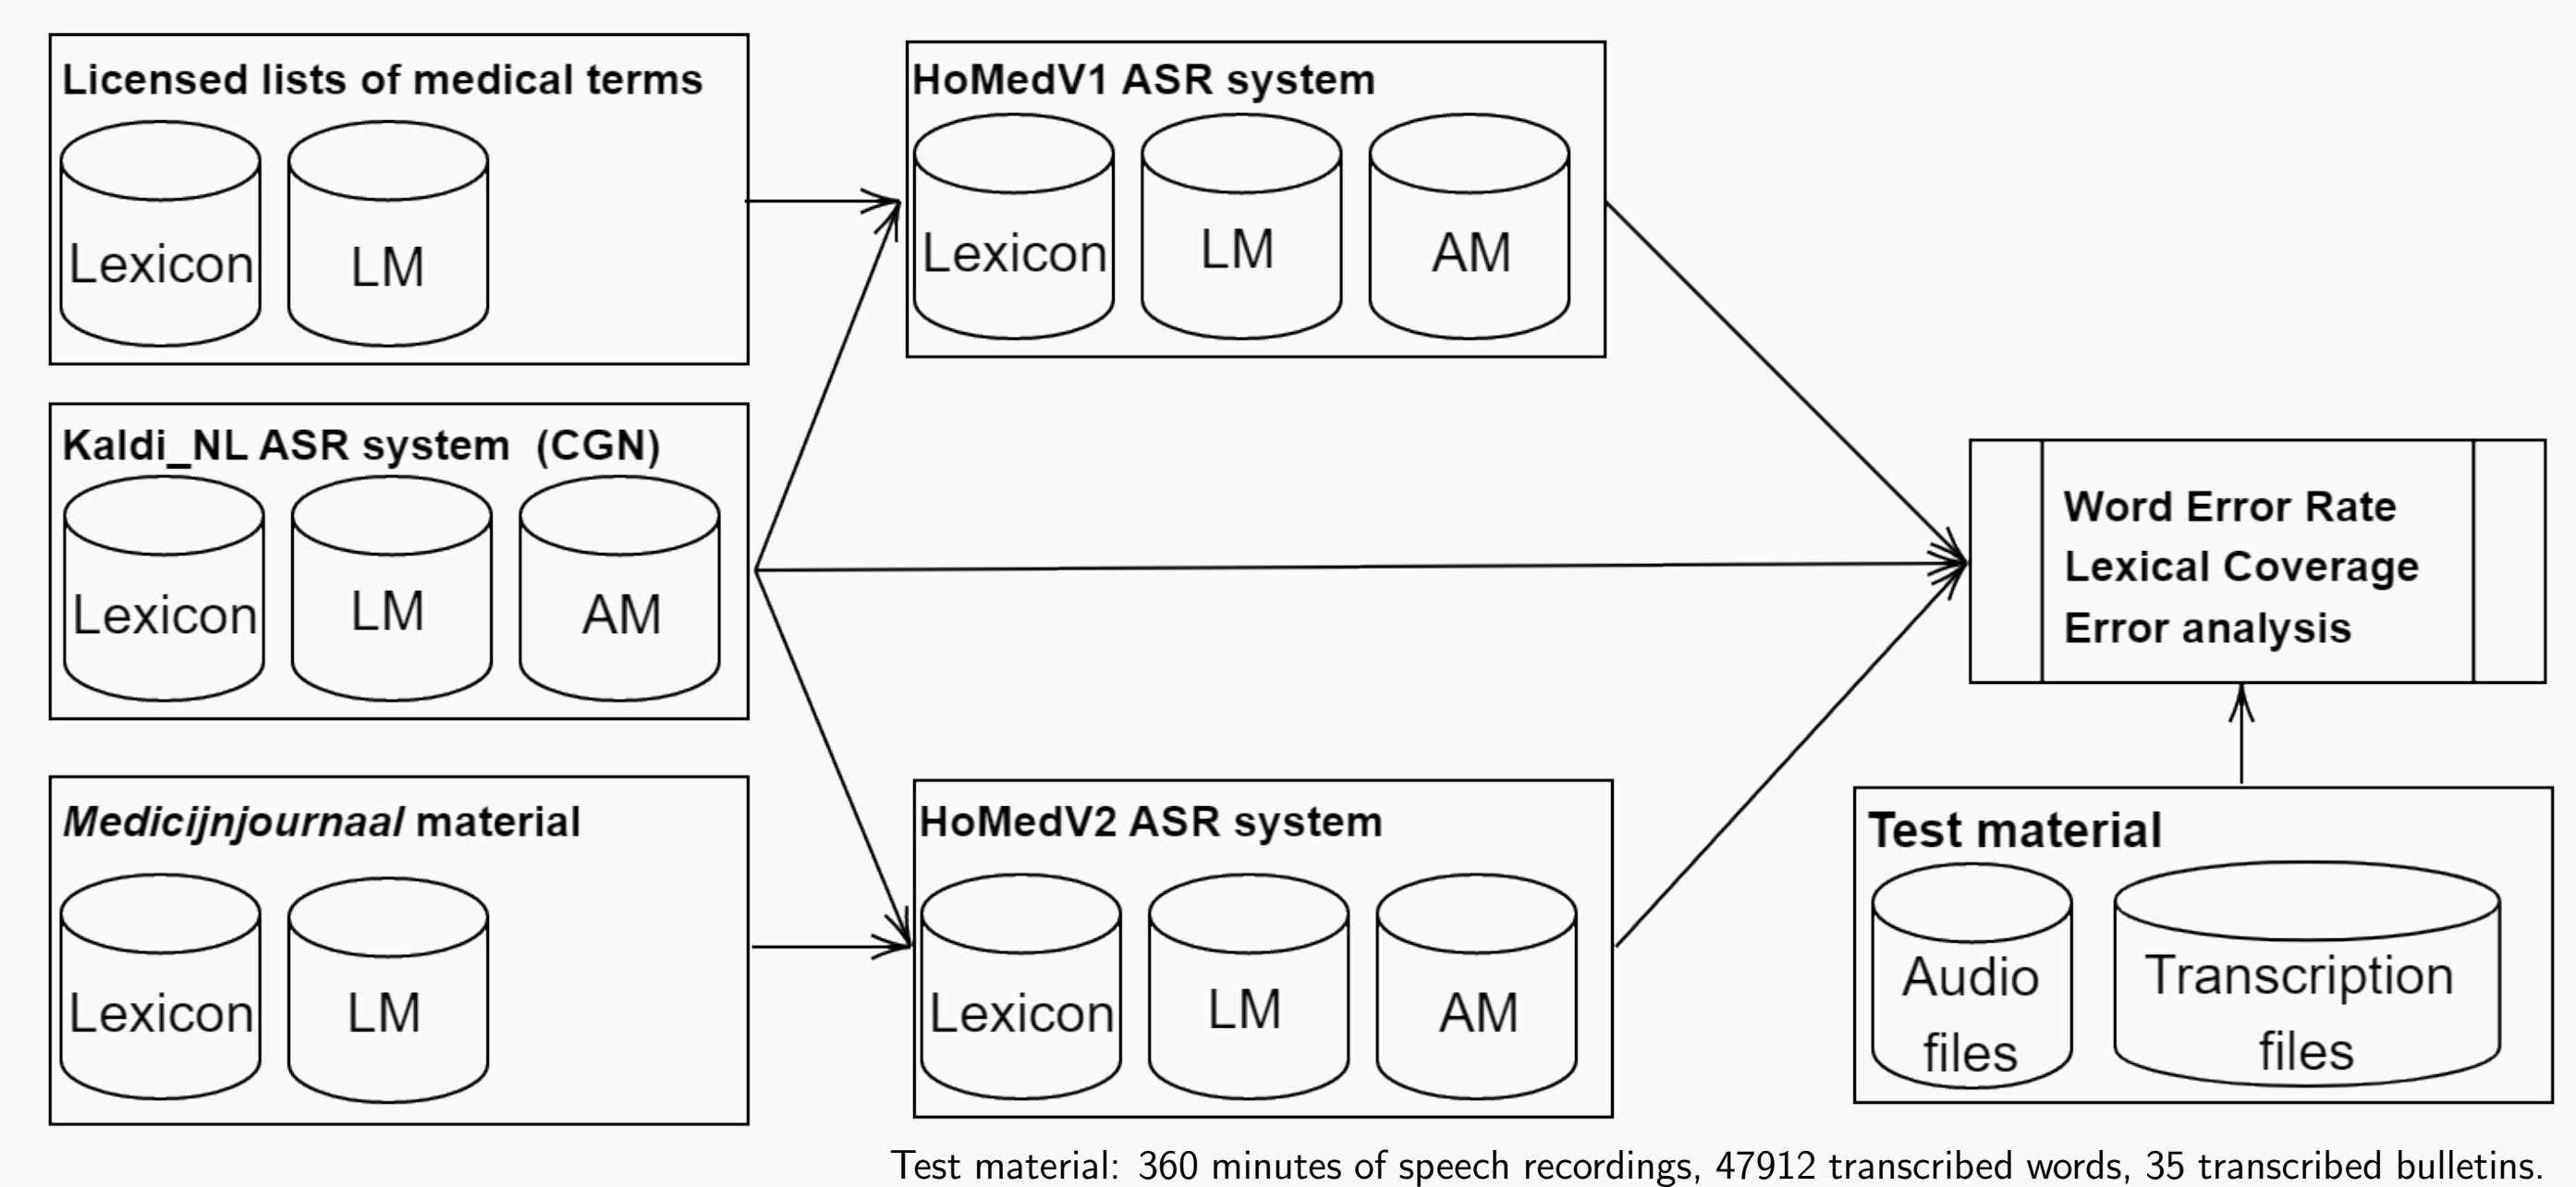 Licensed lists of medical terms
Lexicon
LM
HoMedV1 ASR system
Lexicon
LM
AM
Kaldi_NL ASR system (CGN)
Lexicon
LM
AM
Word Error Rate
Lexical Coverage
Error analysis
Medicijnjournaal material
Lexicon
LM
HoMedV2 ASR system
Lexicon
LM
AM
Test material
Audio
files
Transcription
files
Test material: 360 minutes of speech recordings, 47912 transcribed words, 35 transcribed bulletins.